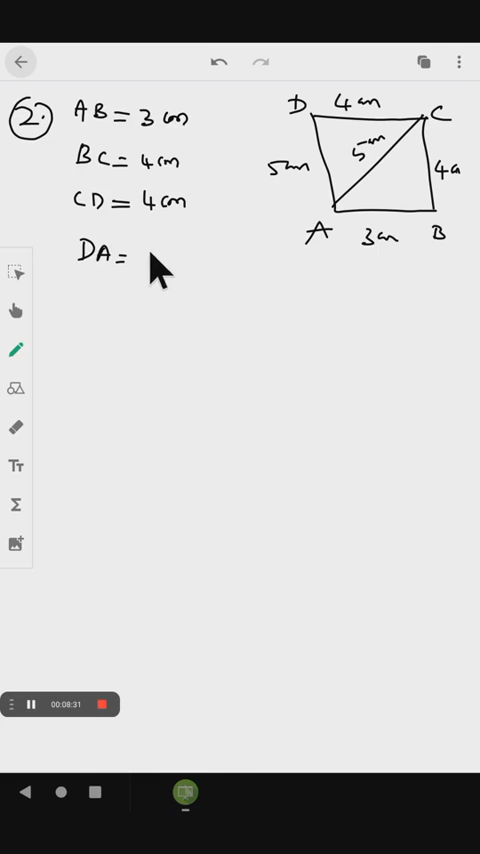 2.
AB = 3 cm
BC = 4 cm
CD = 4 cm
DA =
D 4 cm C
5 cm 5 cm 4 c
A 3 cm B
Tт
Σ
00:08:31